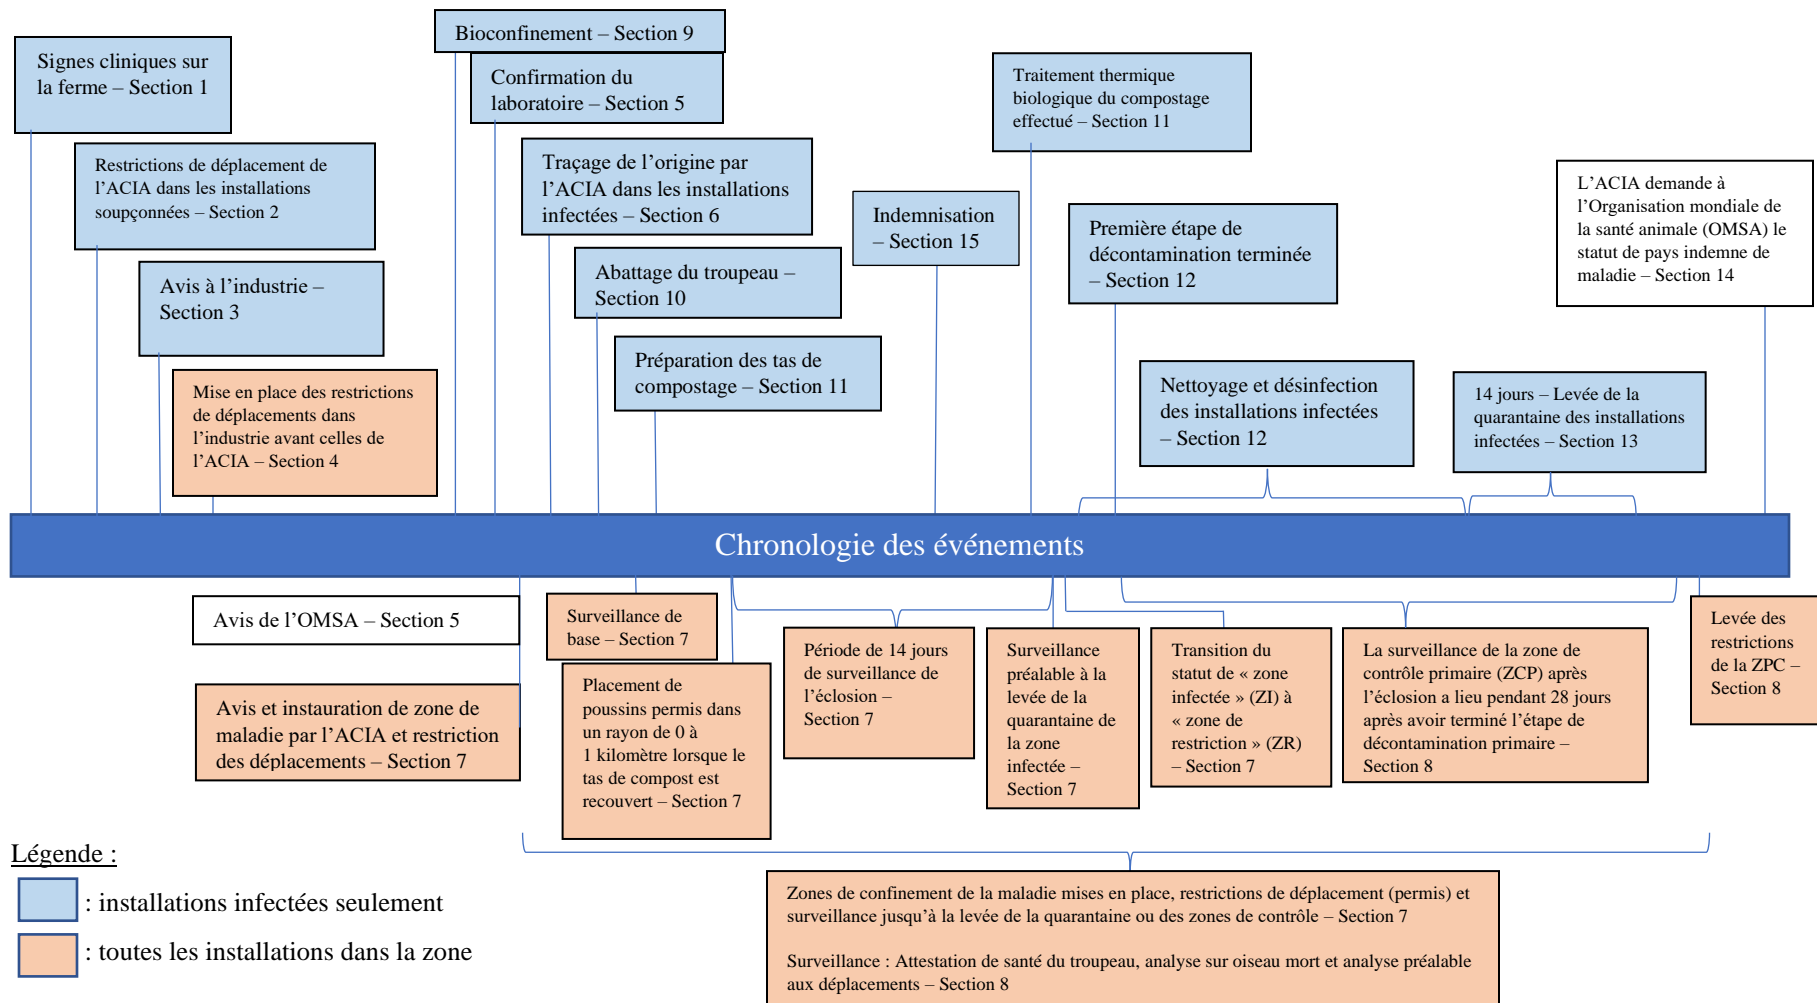 Signes cliniques sur
la ferme – Section 1
Restrictions de déplacement de
l’ACIA dans les installations
soupçonnées – Section 2
Avis à l’industrie –
Section 3
Mise en place des restrictions
de déplacements dans
l’industrie avant celles de
l’ACIA – Section 4
Bioconfinement – Section 9
Confirmation du
laboratoire – Section 5
Traçage de l’origine par
l’ACIA dans les installations
infectées – Section 6
Abattage du troupeau –
Section 10
Préparation des tas de
compostage – Section 11
Indemnisation
– Section 15
Traitement thermique
biologique du compostage
effectué – Section 11
Première étape de
décontamination terminée
– Section 12
Nettoyage et désinfection
des installations infectées
– Section 12
14 jours – Levée de la
quarantaine des installations
infectées – Section 13
L’ACIA demande à
l’Organisation mondiale de
la santé animale (OMSA) le
statut de pays indemne de
maladie – Section 14
Chronologie des événements
Avis de l’OMSA – Section 5
Avis et instauration de zone de
maladie par l’ACIA et restriction
des déplacements – Section 7
Surveillance de
base – Section 7
Placement de
poussins permis dans
un rayon de 0 à
1 kilomètre lorsque le
tas de compost est
recouvert – Section 7
Période de 14 jours
de surveillance de
l’éclosion –
Section 7
Surveillance
préalable à la
levée de la
quarantaine de
la zone
infectée –
Section 7
Transition du
statut de « zone
infectée » (ZI) à
« zone de
restriction » (ZR)
– Section 7
La surveillance de la zone de
contrôle primaire (ZCP) après
l’éclosion a lieu pendant 28 jours
après avoir terminé l’étape de
décontamination primaire –
Section 8
Levée des
restrictions
de la ZPC –
Section 8
Zones de confinement de la maladie mises en place, restrictions de déplacement (permis) et
surveillance jusqu’à la levée de la quarantaine ou des zones de contrôle – Section 7
Surveillance : Attestation de santé du troupeau, analyse sur oiseau mort et analyse préalable
aux déplacements – Section 8
Légende :
: installations infectées seulement
: toutes les installations dans la zone